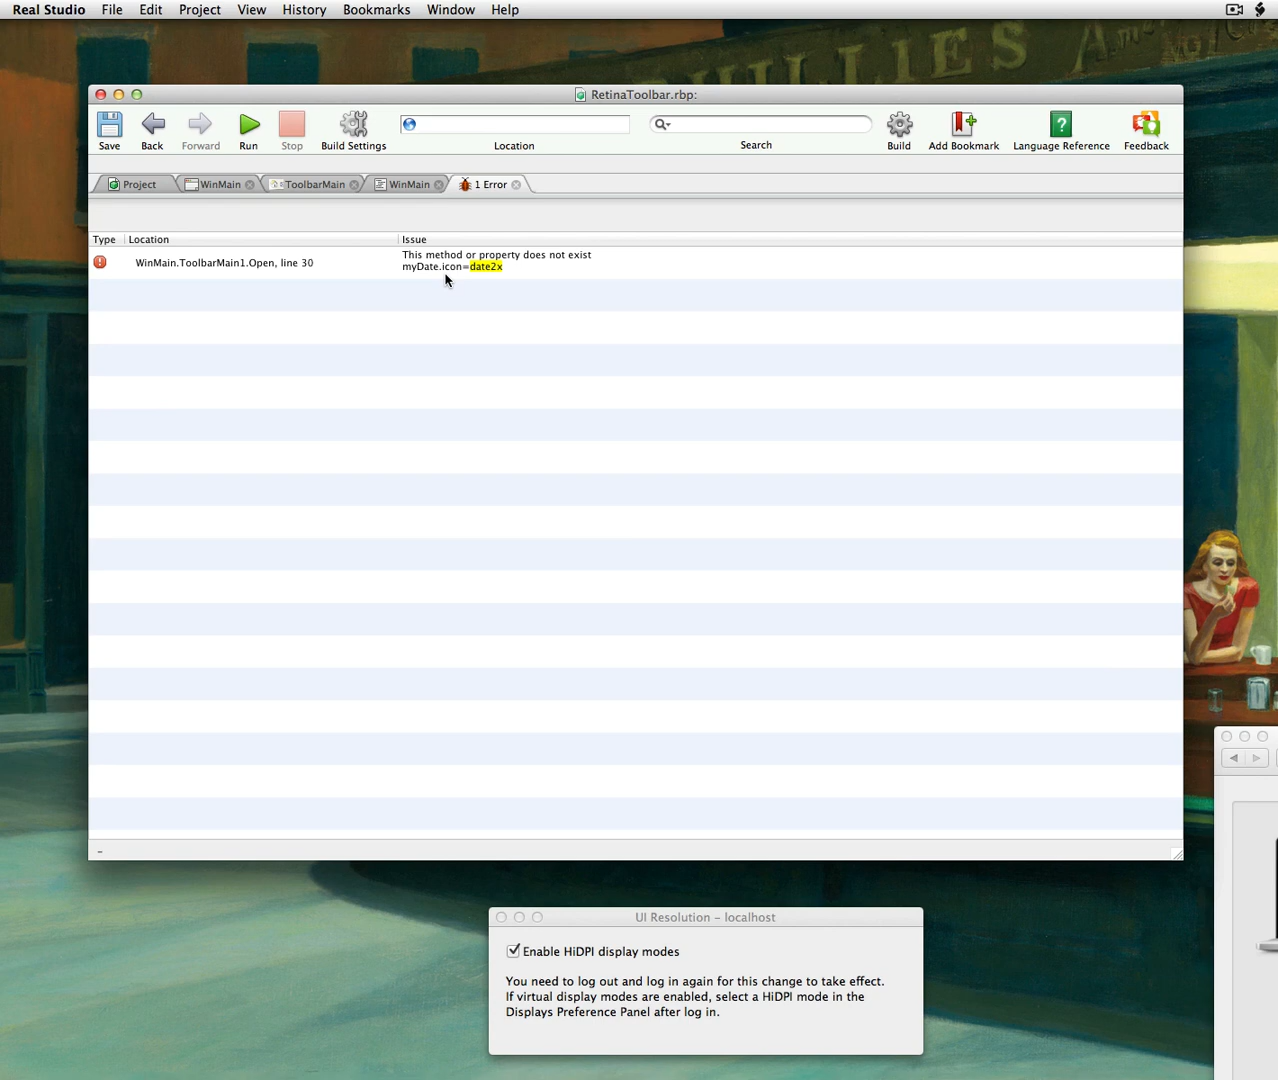 Real Studio File Edit Project View History Bookmarks Window Help
PHILLIES
RetinaToolbar.rbp:
Save Back Forward Run Stop Build Settings Location Search Build Add Bookmark Language Reference Feedback
Project WinMain ToolbarMain WinMain 1 Error
Type Location Issue
WinMain.ToolbarMain1.Open, line 30
This method or property does not exist
myDate.icon=date2x
UI Resolution – localhost
Enable HiDPI display modes
You need to log out and log in again for this change to take effect.
If virtual display modes are enabled, select a HiDPI mode in the
Displays Preference Panel after log in.